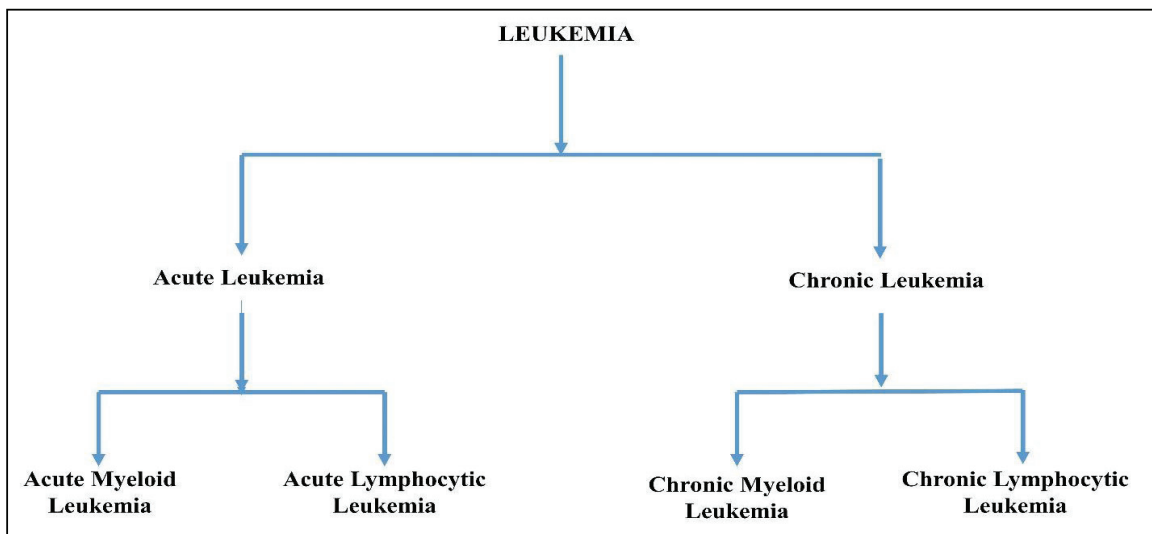 LEUKEMIA
Acute Leukemia
Chronic Leukemia
Acute Myeloid
Leukemia
Acute Lymphocytic
Leukemia
Chronic Myeloid
Leukemia
Chronic Lymphocytic
Leukemia